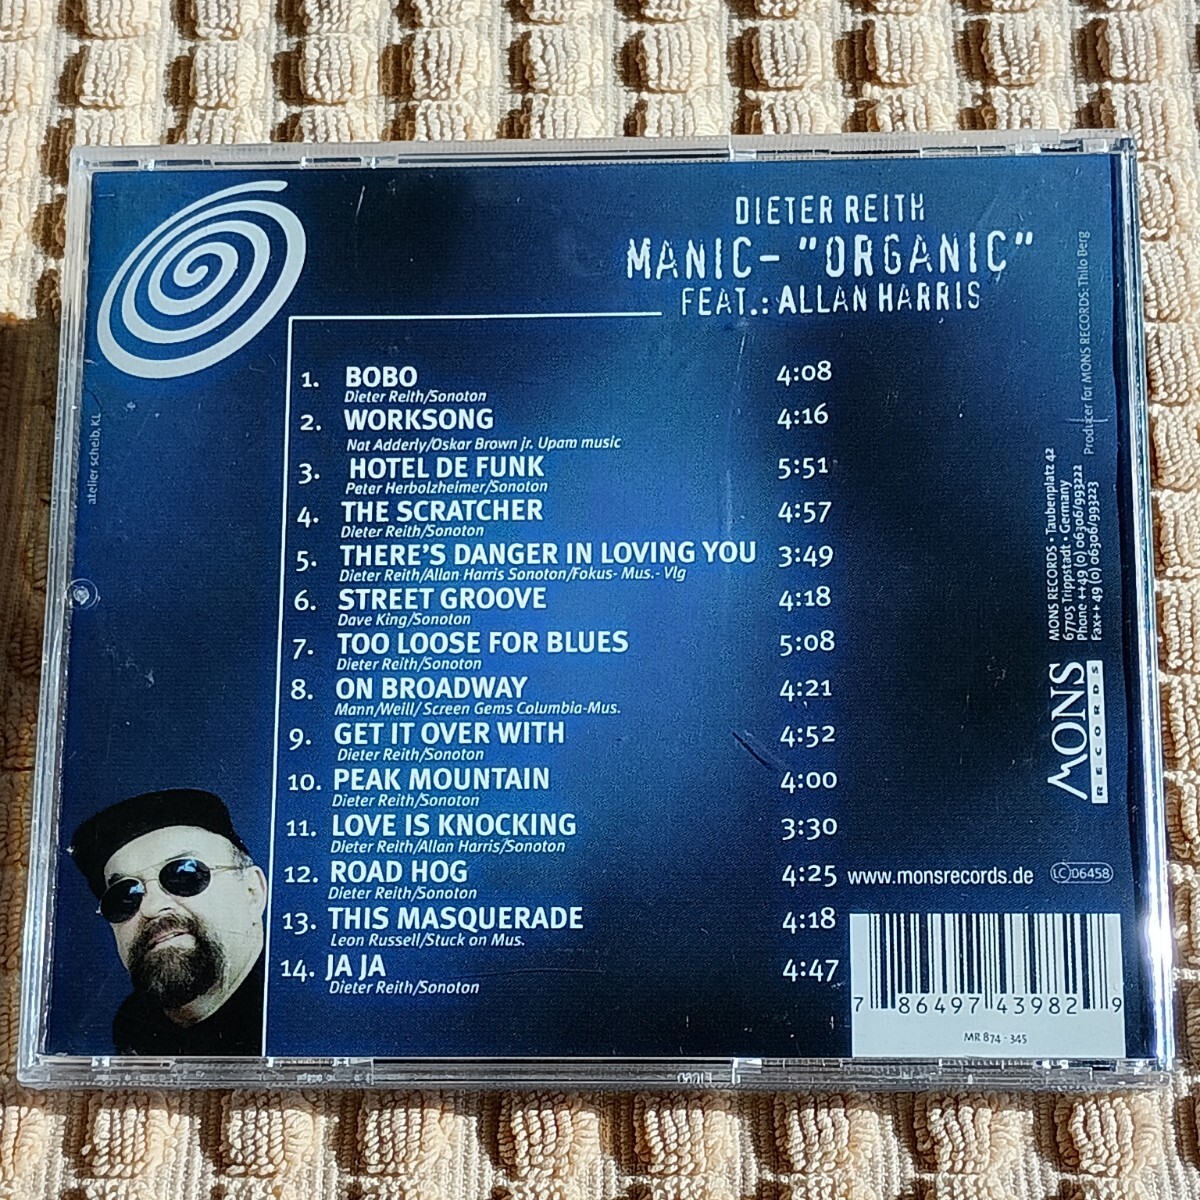 DIETER REITH
MANIC- "ORGANIC"
FEAT.: ALLAN HARRIS
1. BOBO 4:08
Dieter Reith/Sonoton
2. WORKSONG 4:16
Nat Adderly/Oskar Brown jr. Upam music
3. HOTEL DE FUNK 5:51
Peter Herbolzheimer/Sonoton
4. THE SCRATCHER 4:57
Dieter Reith/Sonoton
5. THERE'S DANGER IN LOVING YOU 3:49
Dieter Reith/Allan Harris Sonoton/Fokus- Mus.- Vlg
6. STREET GROOVE 4:18
Dave King/Sonoton
7. TOO LOOSE FOR BLUES 5:08
Dieter Reith/Sonoton
8. ON BROADWAY 4:21
Mann/Weill/ Screen Gems Columbia-Mus.
9. GET IT OVER WITH 4:52
Dieter Reith/Sonoton
10. PEAK MOUNTAIN 4:00
Dieter Reith/Sonoton
11. LOVE IS KNOCKING 3:30
Dieter Reith/Allan Harris/Sonoton
12. ROAD HOG 4:25
Dieter Reith/Sonoton
13. THIS MASQUERADE 4:18
Leon Russell/Stuck on Mus.
14. JA JA 4:47
Dieter Reith/Sonoton
atelier scheib, KL
Producer for MONS RECORDS: Thilo Berg
MONS RECORDS • Taubenplatz 42
67705 Trippstadt • Germany
Phone ++49 (0) 06306/993222
Fax++ 49 (0) 06306/993223
MONS
RECORDS
www.monsrecords.de
LC 06458
7 86497 43982 9
MR 874 - 345